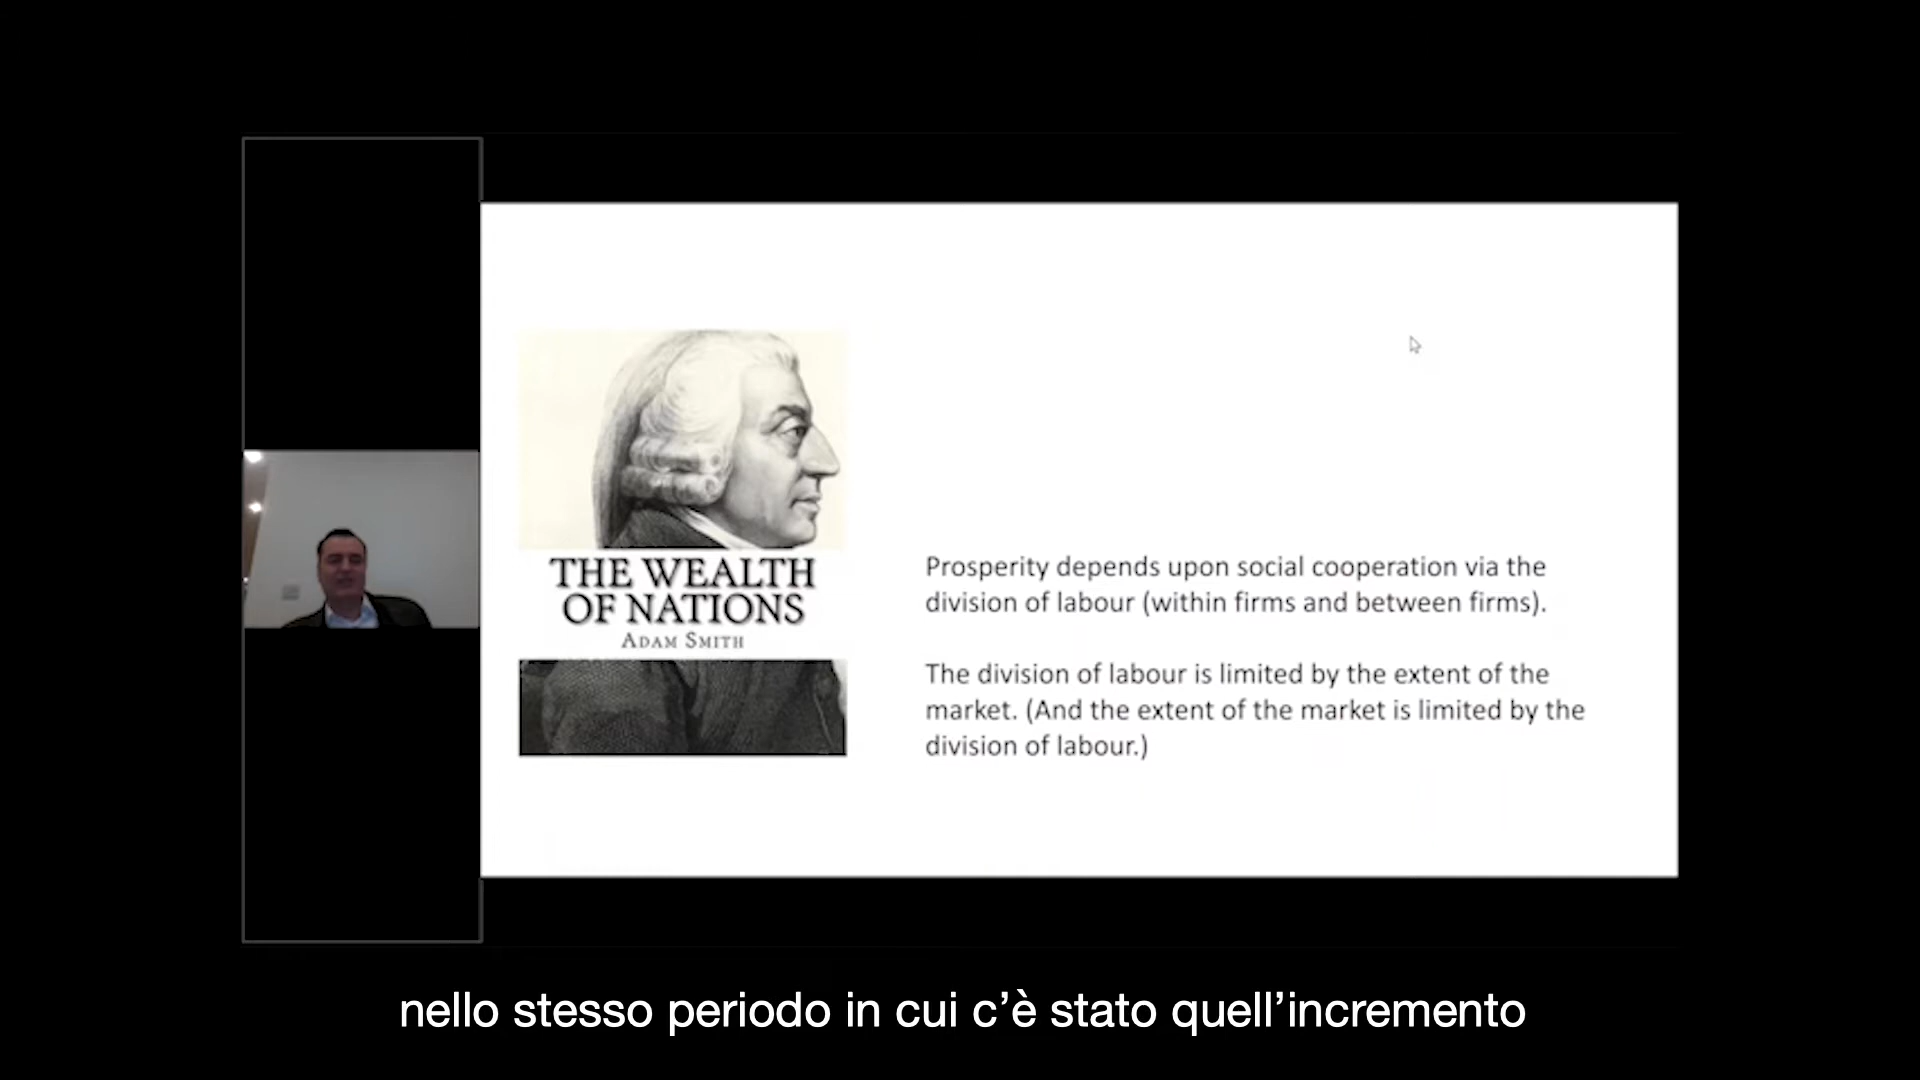 THE WEALTH
OF NATIONS
ADAM SMITH
Prosperity depends upon social cooperation via the
division of labour (within firms and between firms).
The division of labour is limited by the extent of the
market. (And the extent of the market is limited by the
division of labour.)
nello stesso periodo in cui c’è stato quell’incremento